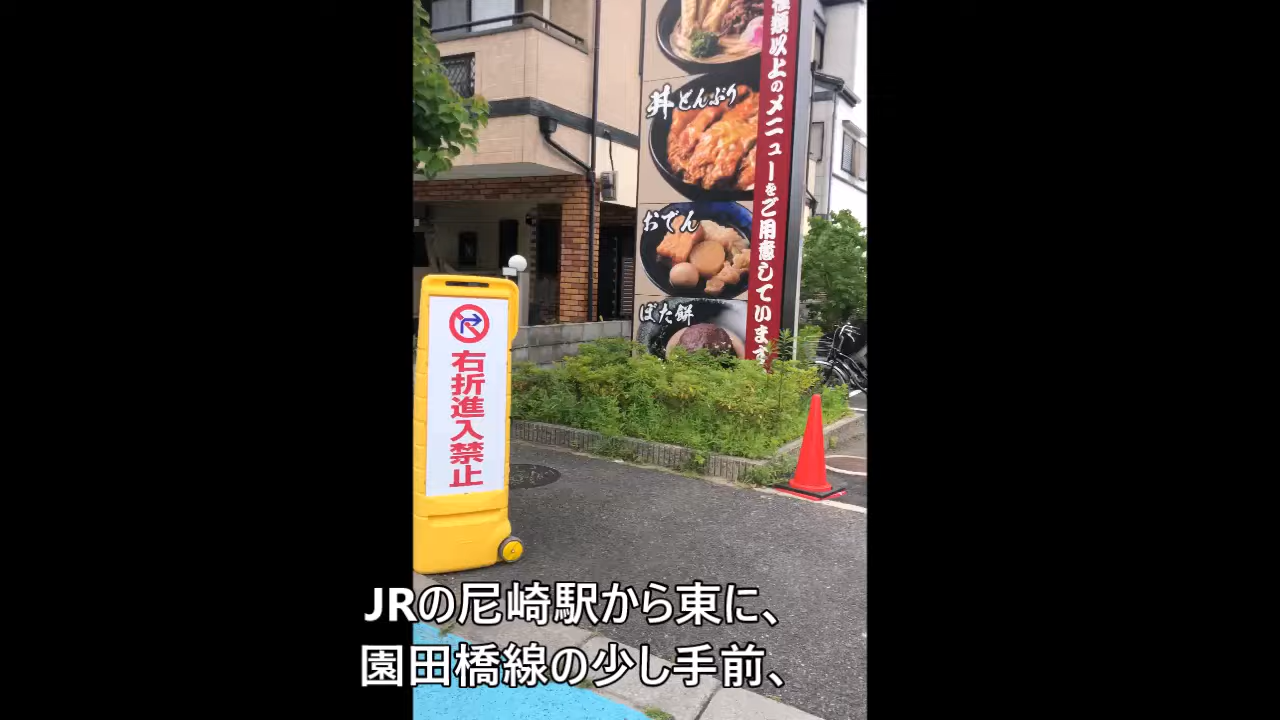 種類以上のメニューをご用意しています
丼どんぶり
おでん
ぼた餅
右折進入禁止
JRの尼崎駅から東に、
園田橋線の少し手前、